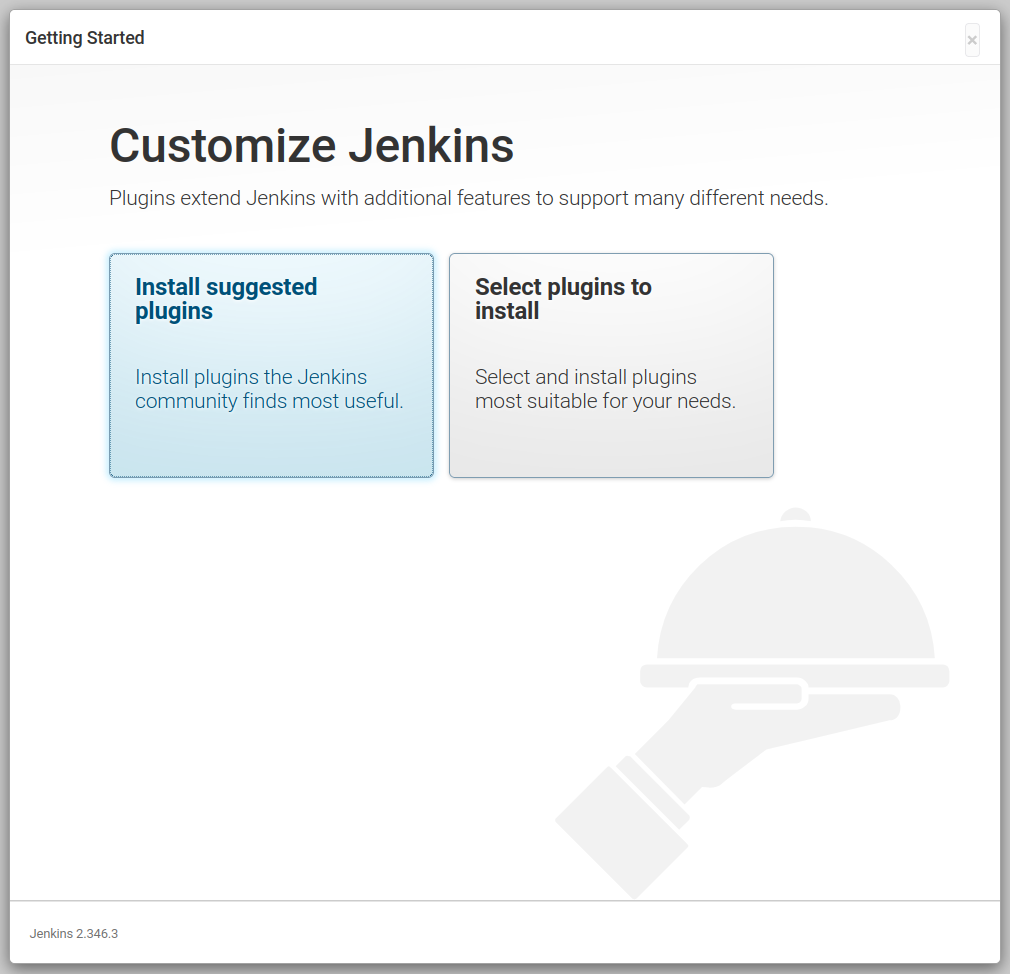 Getting Started
×
Customize Jenkins
Plugins extend Jenkins with additional features to support many different needs.
Install suggested
plugins
Install plugins the Jenkins
community finds most useful.
Select plugins to
install
Select and install plugins
most suitable for your needs.
Jenkins 2.346.3